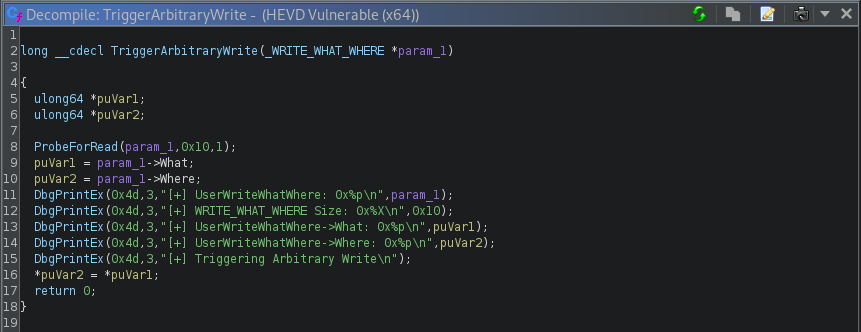 Decompile: TriggerArbitraryWrite - (HEVD Vulnerable (x64))
1
2 long __cdecl TriggerArbitraryWrite(_WRITE_WHAT_WHERE *param_1)
3
4 {
5   ulong64 *puVar1;
6   ulong64 *puVar2;
7
8   ProbeForRead(param_1,0x10,1);
9   puVar1 = param_1->What;
10   puVar2 = param_1->Where;
11   DbgPrintEx(0x4d,3,"[+] UserWriteWhatWhere: 0x%p\n",param_1);
12   DbgPrintEx(0x4d,3,"[+] WRITE_WHAT_WHERE Size: 0x%X\n",0x10);
13   DbgPrintEx(0x4d,3,"[+] UserWriteWhatWhere->What: 0x%p\n",puVar1);
14   DbgPrintEx(0x4d,3,"[+] UserWriteWhatWhere->Where: 0x%p\n",puVar2);
15   DbgPrintEx(0x4d,3,"[+] Triggering Arbitrary Write\n");
16   *puVar2 = *puVar1;
17   return 0;
18 }
19